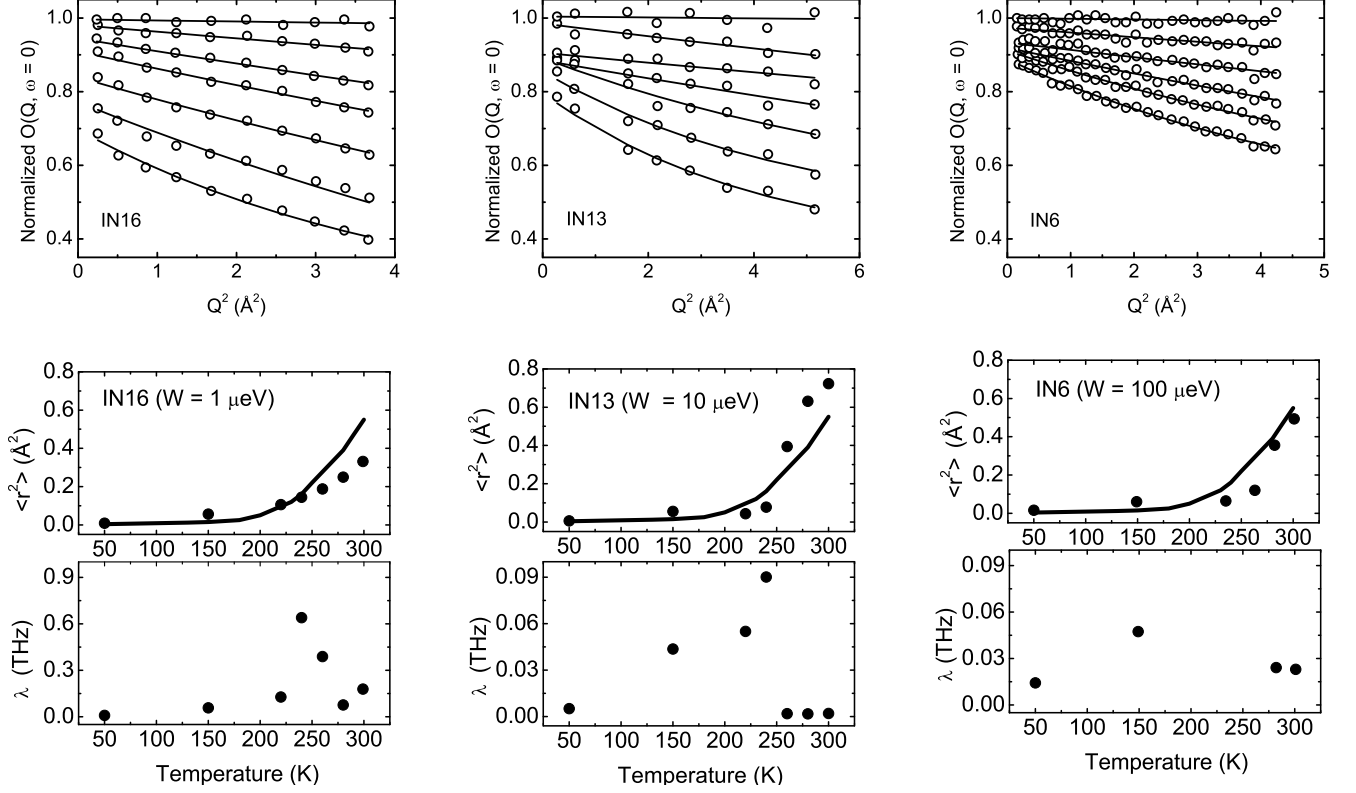 Normalized O(Q, ω = 0)
1.0
0.8
0.6
0.4
IN16
0 1 2 3 4
Q² (Å²)
Normalized O(Q, ω = 0)
1.0
0.8
0.6
0.4
IN13
0 2 4 6
Q² (Å²)
Normalized O(Q, ω = 0)
1.0
0.8
0.6
0.4
IN6
0 1 2 3 4 5
Q² (Å²)
<r²> (Å²)
0.8
0.6
0.4
0.2
0.0
IN16 (W = 1 μeV)
50 100 150 200 250 300
λ (THz)
0.9
0.6
0.3
0.0
50 100 150 200 250 300
Temperature (K)
<r²> (Å²)
0.8
0.6
0.4
0.2
0.0
IN13 (W = 10 μeV)
50 100 150 200 250 300
λ (THz)
0.09
0.06
0.03
0.00
50 100 150 200 250 300
Temperature (K)
<r²> (Å²)
0.8
0.6
0.4
0.2
0.0
IN6 (W = 100 μeV)
50 100 150 200 250 300
λ (THz)
0.09
0.06
0.03
0.00
50 100 150 200 250 300
Temperature (K)